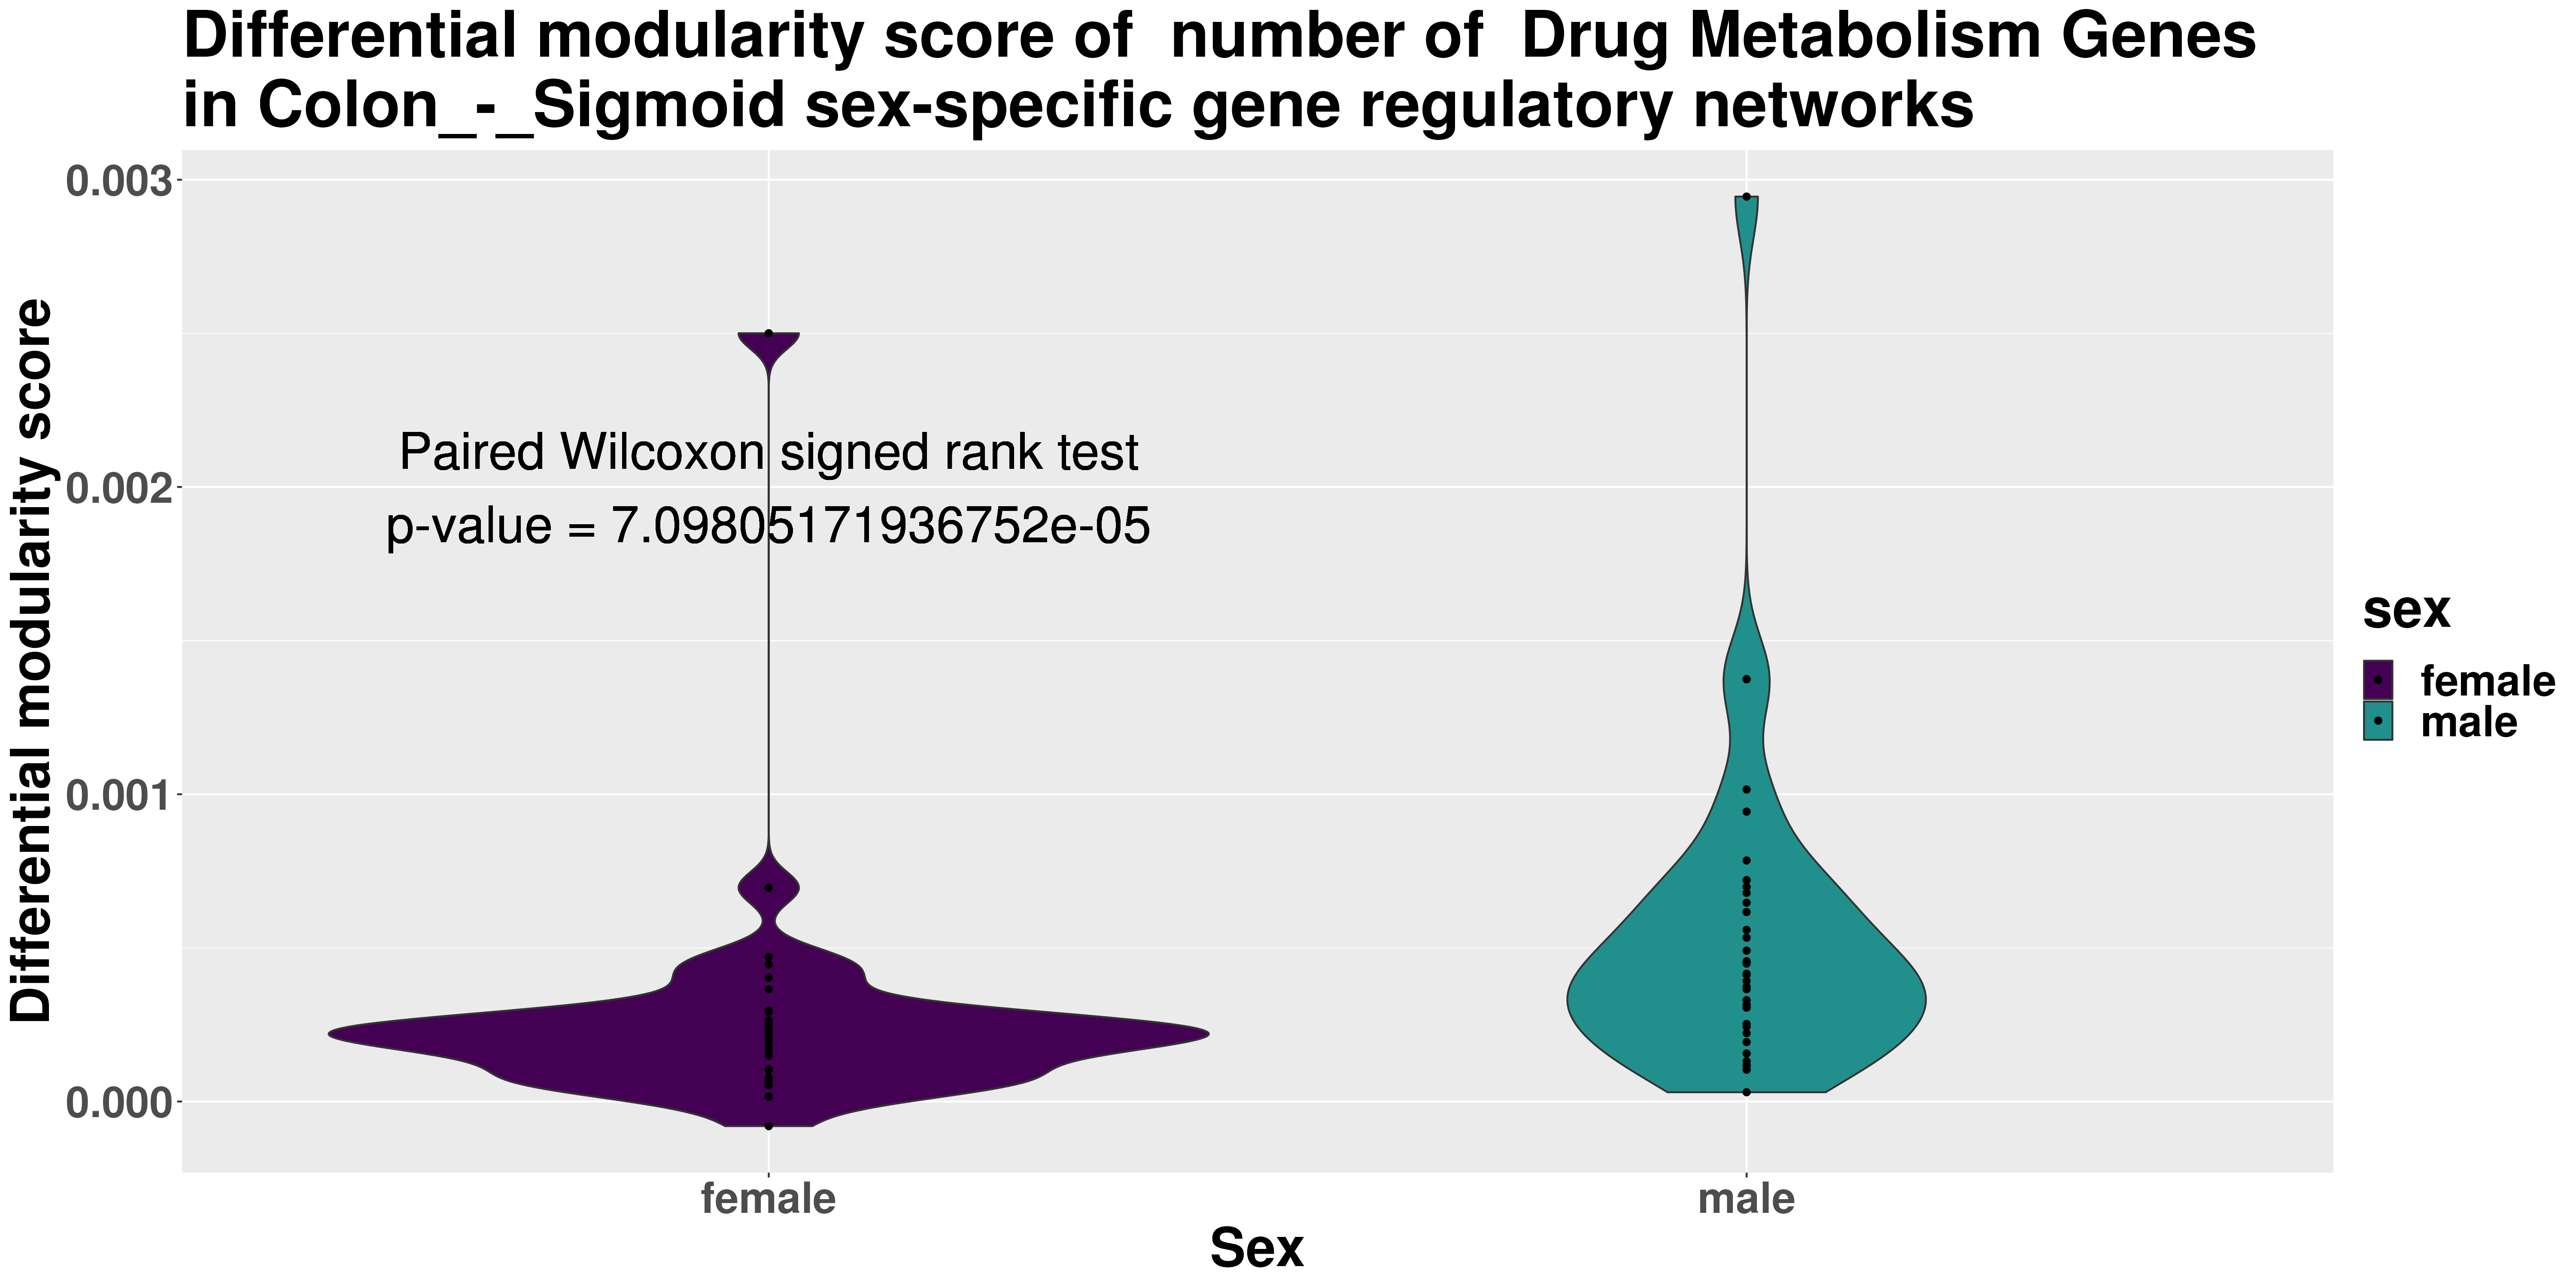 Differential modularity score of  number of  Drug Metabolism Genes
in Colon_-_Sigmoid sex-specific gene regulatory networks
Differential modularity score
0.003
0.002
0.001
0.000
Paired Wilcoxon signed rank test
p-value = 7.09805171936752e-05
female
male
Sex
sex
female
male